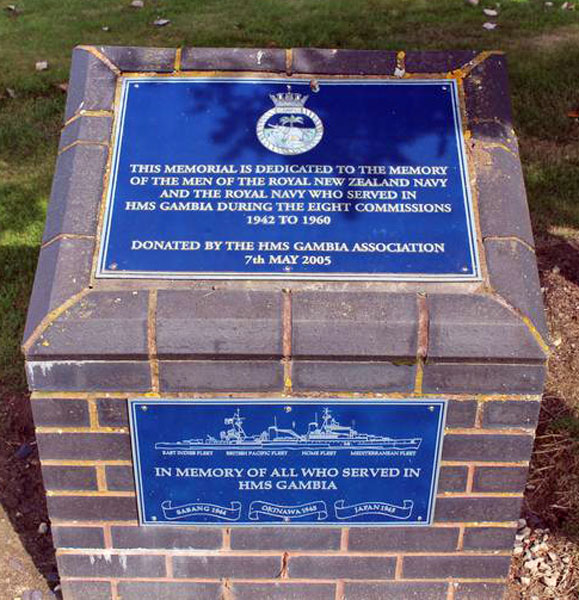 GAMBIA
THIS MEMORIAL IS DEDICATED TO THE MEMORY
OF THE MEN OF THE ROYAL NEW ZEALAND NAVY
AND THE ROYAL NAVY WHO SERVED IN
HMS GAMBIA DURING THE EIGHT COMMISSIONS
1942 TO 1960
DONATED BY THE HMS GAMBIA ASSOCIATION
7th MAY 2005
EAST INDIES FLEET BRITISH PACIFIC FLEET HOME FLEET MEDITERRANEAN FLEET
IN MEMORY OF ALL WHO SERVED IN
HMS GAMBIA
SABANG 1944 OKINAWA 1945 JAPAN 1945